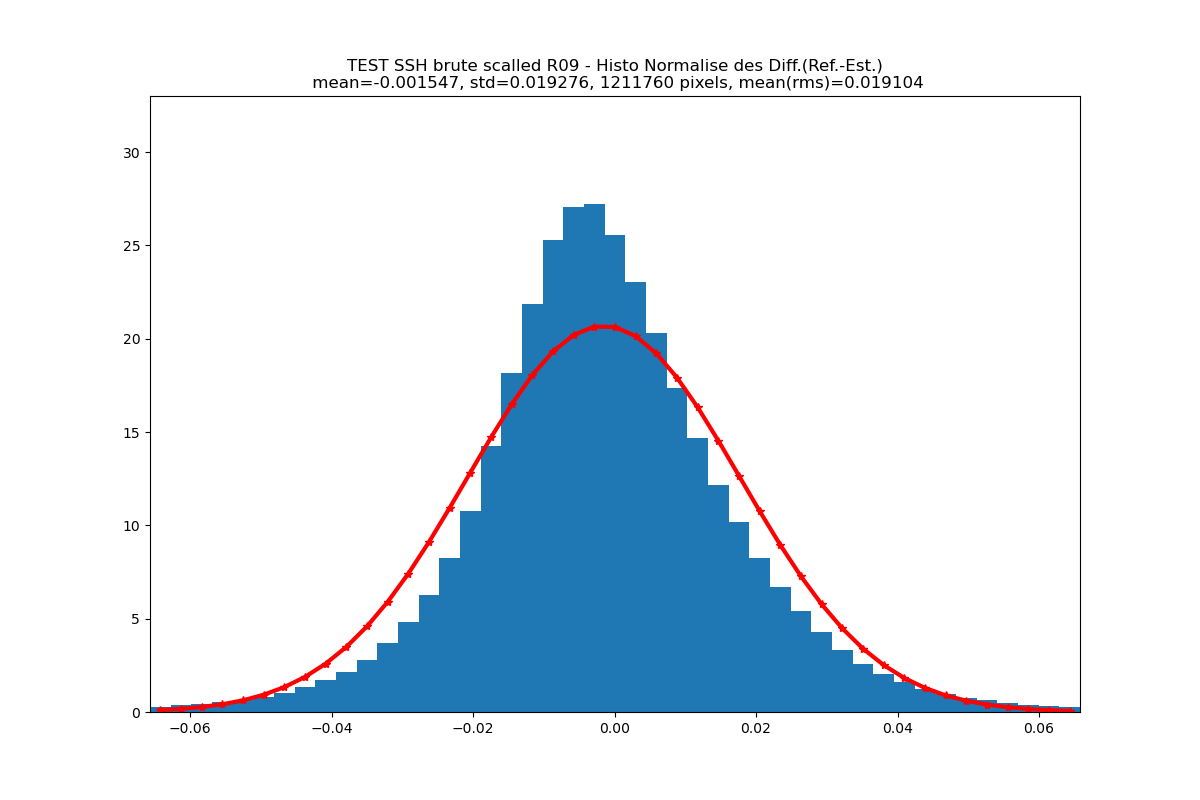 TEST SSH brute scalled R09 - Histo Normalise des Diff.(Ref.-Est.)
mean=-0.001547, std=0.019276, 1211760 pixels, mean(rms)=0.019104
30
25
20
15
10
5
0
−0.06 −0.04 −0.02 0.00 0.02 0.04 0.06